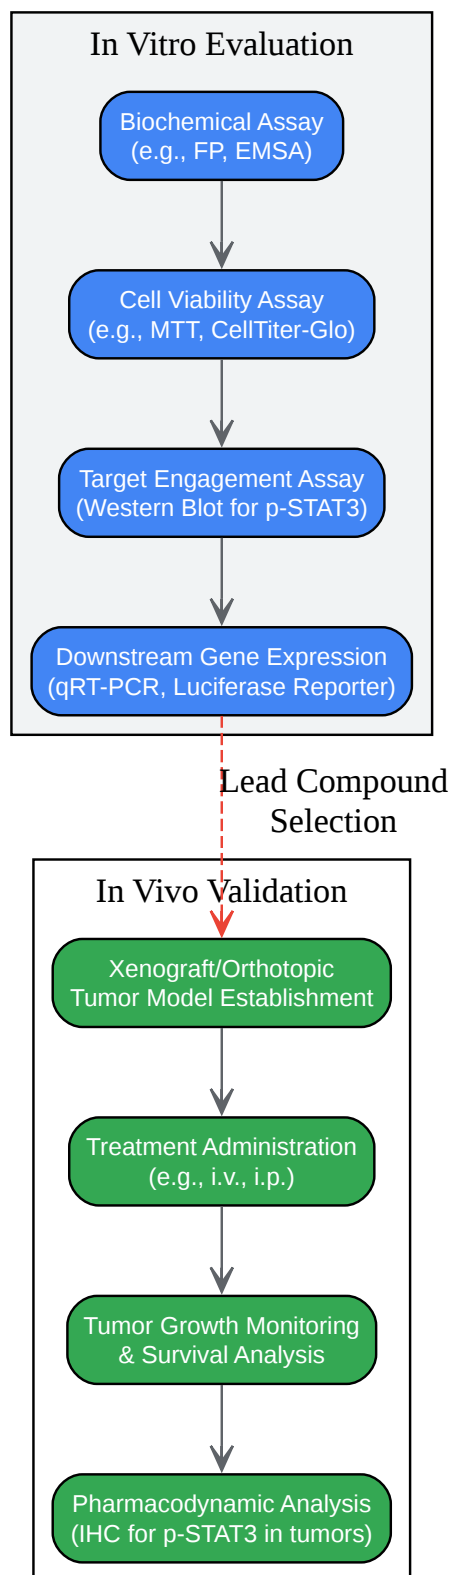 In Vitro Evaluation
Biochemical Assay
(e.g., FP, EMSA)
Cell Viability Assay
(e.g., MTT, CellTiter-Glo)
Target Engagement Assay
(Western Blot for p-STAT3)
Downstream Gene Expression
(qRT-PCR, Luciferase Reporter)
Lead Compound
Selection
In Vivo Validation
Xenograft/Orthotopic
Tumor Model Establishment
Treatment Administration
(e.g., i.v., i.p.)
Tumor Growth Monitoring
& Survival Analysis
Pharmacodynamic Analysis
(IHC for p-STAT3 in tumors)